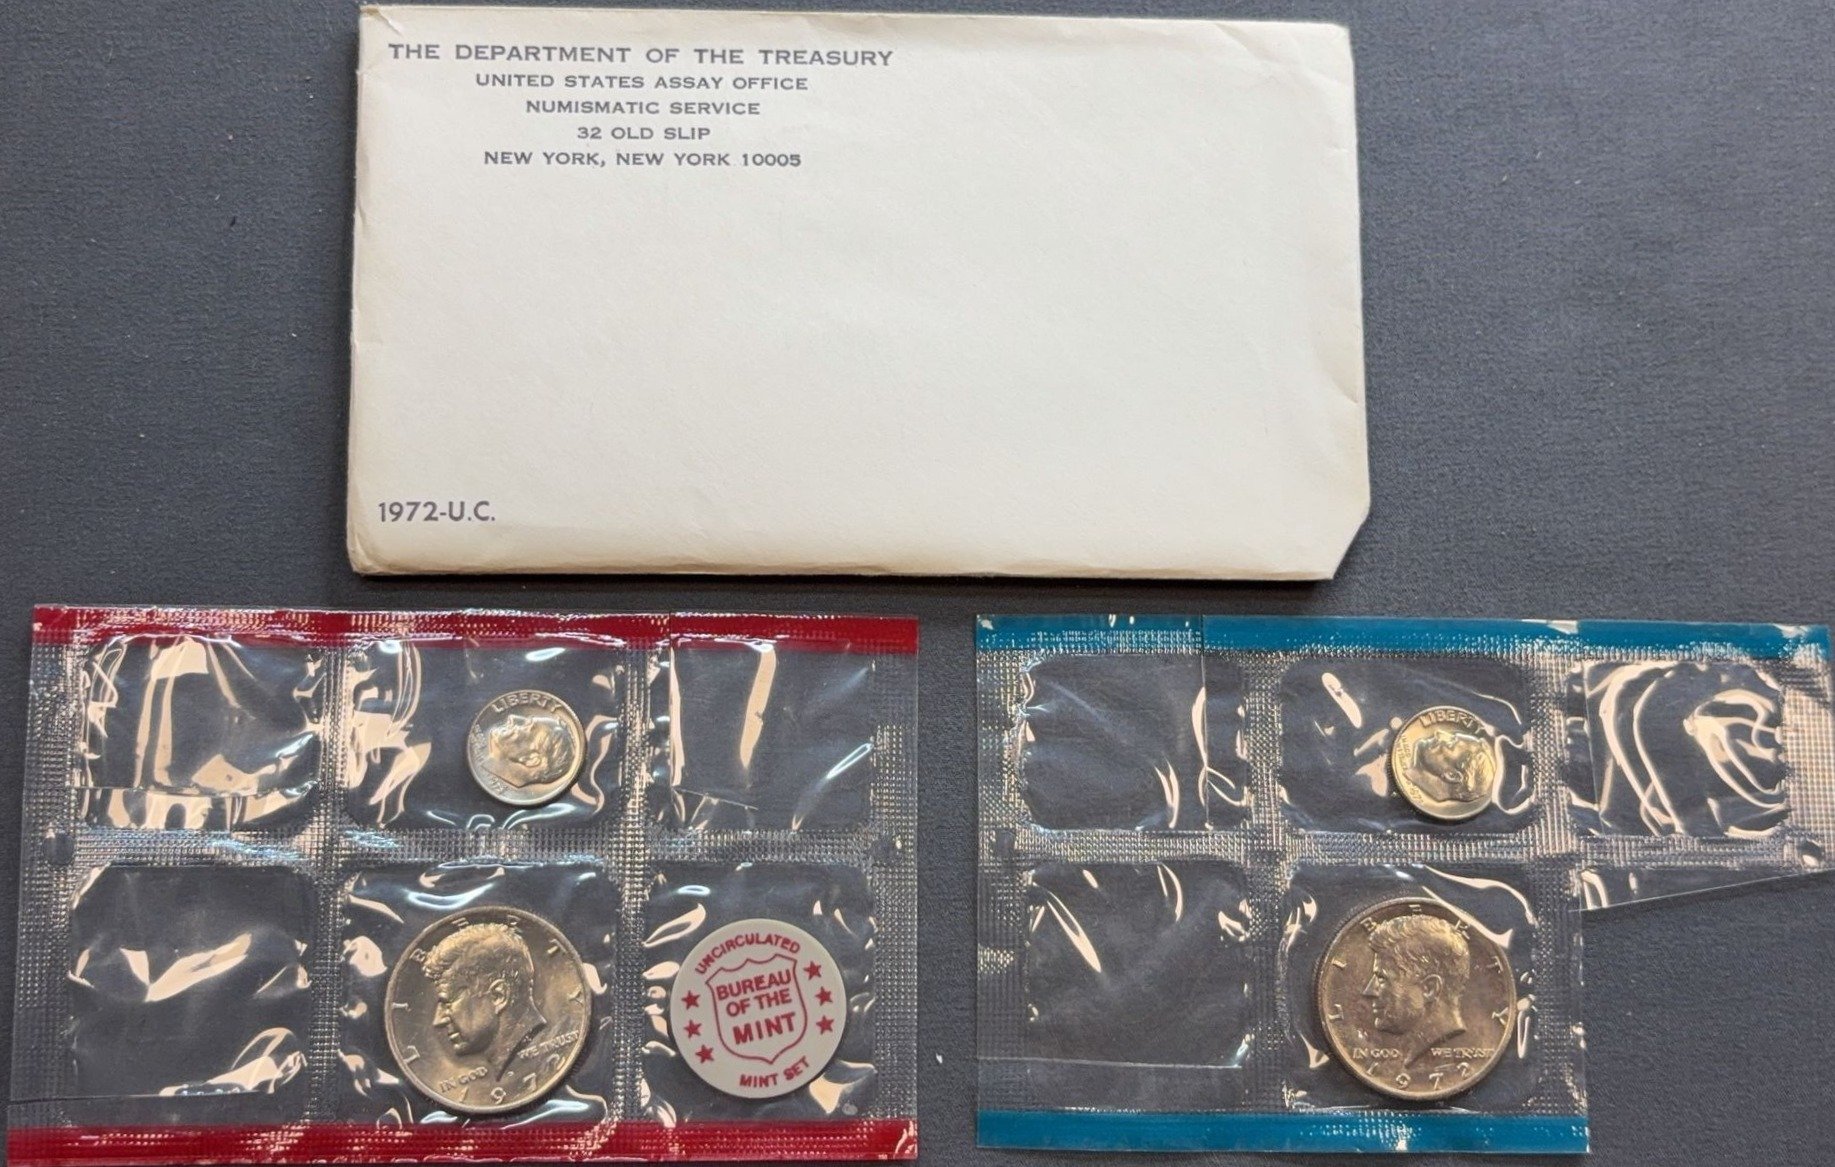 THE DEPARTMENT OF THE TREASURY
UNITED STATES ASSAY OFFICE
NUMISMATIC SERVICE
32 OLD SLIP
NEW YORK, NEW YORK 10005
1972-U.C.
LIBERTY
LIBERTY
LIBERTY
IN GOD WE TRUST
1972
UNCIRCULATED
BUREAU
OF THE
MINT
MINT SET
LIBERTY
IN GOD WE TRUST
1972